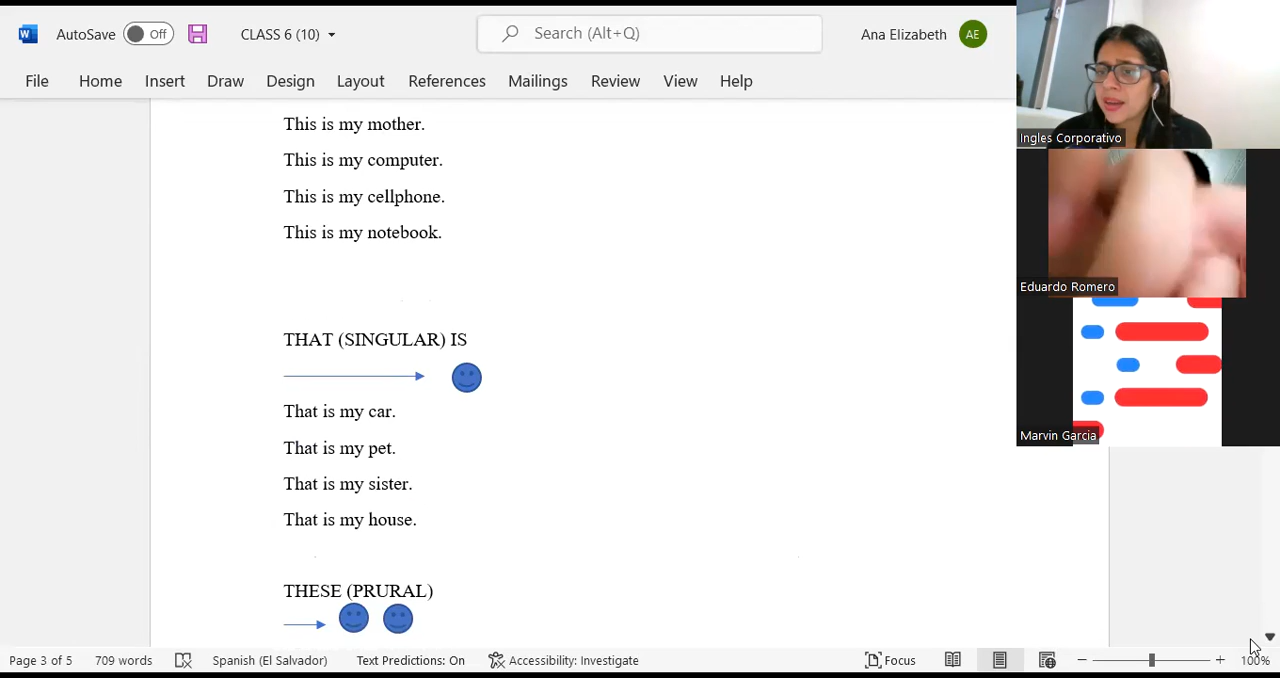 AutoSave Off CLASS 6 (10) Search (Alt+Q) Ana Elizabeth AE
File Home Insert Draw Design Layout References Mailings Review View Help
This is my mother.
This is my computer.
This is my cellphone.
This is my notebook.
THAT (SINGULAR) IS
That is my car.
That is my pet.
That is my sister.
That is my house.
THESE (PRURAL)
Ingles Corporativo
Eduardo Romero
Marvin Garcia
Page 3 of 5 709 words Spanish (El Salvador) Text Predictions: On Accessibility: Investigate Focus 100%